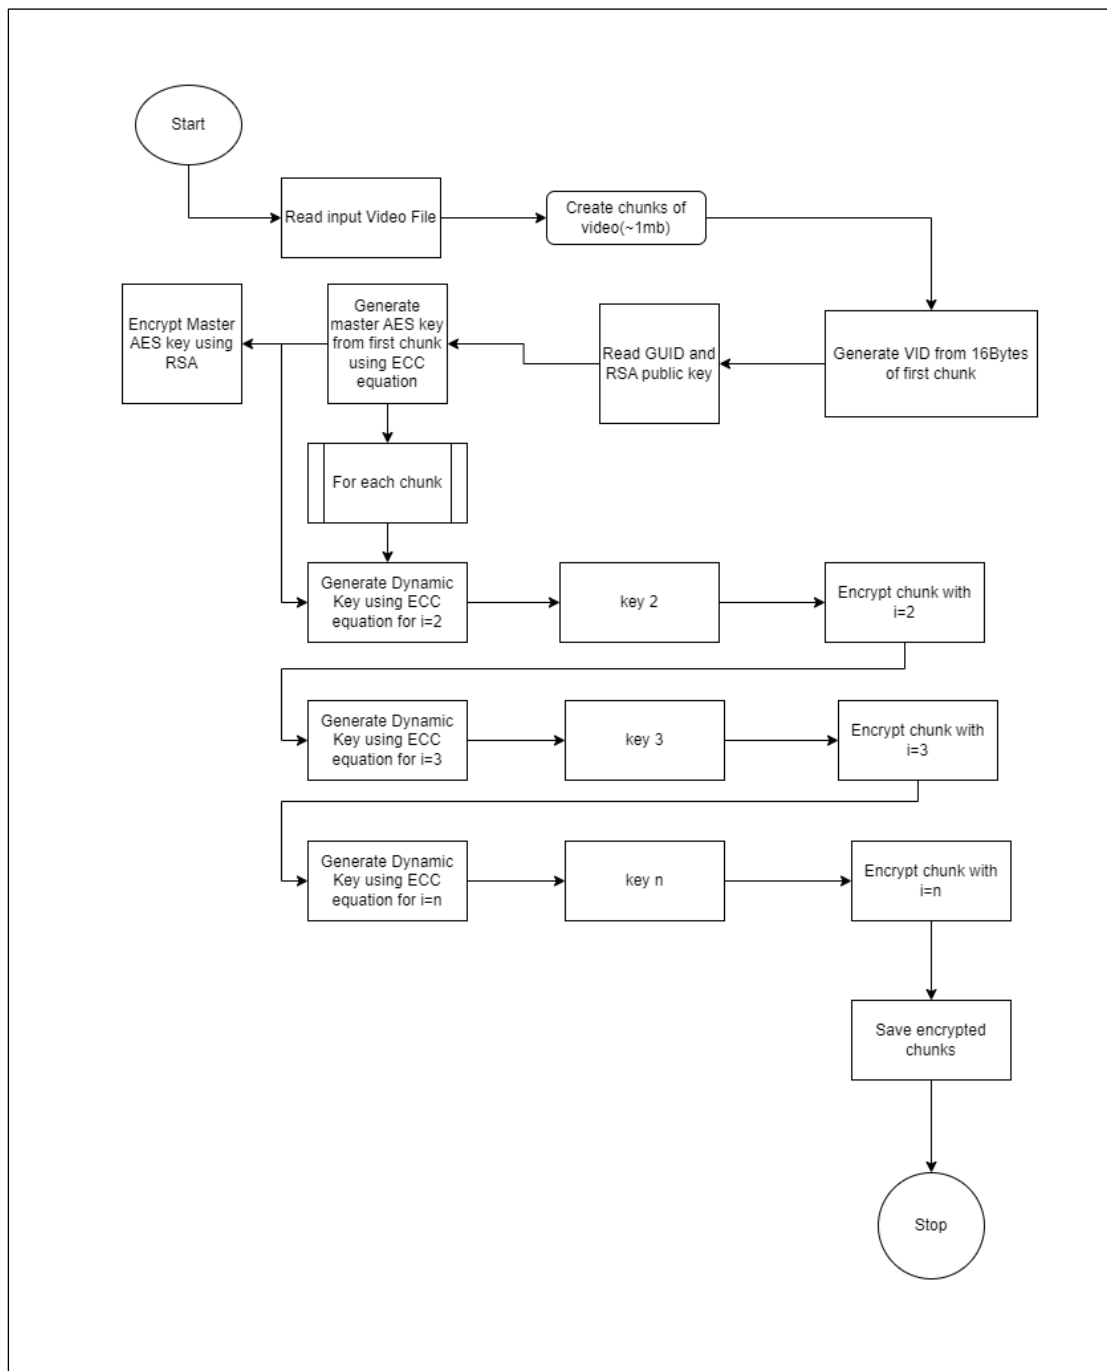 Start
Read input Video File
Create chunks of
video(~1mb)
Encrypt Master
AES key using
RSA
Generate
master AES key
from first chunk
using ECC
equation
Read GUID and
RSA public key
Generate VID from 16Bytes
of first chunk
For each chunk
Generate Dynamic
Key using ECC
equation for i=2
key 2
Encrypt chunk with
i=2
Generate Dynamic
Key using ECC
equation for i=3
key 3
Encrypt chunk with
i=3
Generate Dynamic
Key using ECC
equation for i=n
key n
Encrypt chunk with
i=n
Save encrypted
chunks
Stop